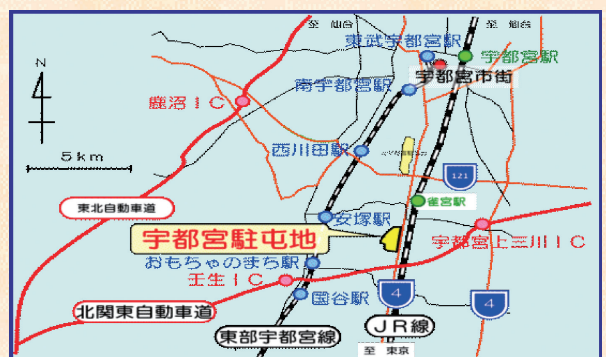 至 仙台
至 仙台
東武宇都宮駅
宇都宮駅
宇都宮市街
N
南宇都宮駅
鹿沼IC
5km
西川田駅
121
東北自動車道
雀宮駅
安塚駅
宇都宮駐屯地
宇都宮上三川IC
おもちゃのまち駅
壬生IC
国谷駅
4
4
北関東自動車道
東部宇都宮線
JR線
至 東京